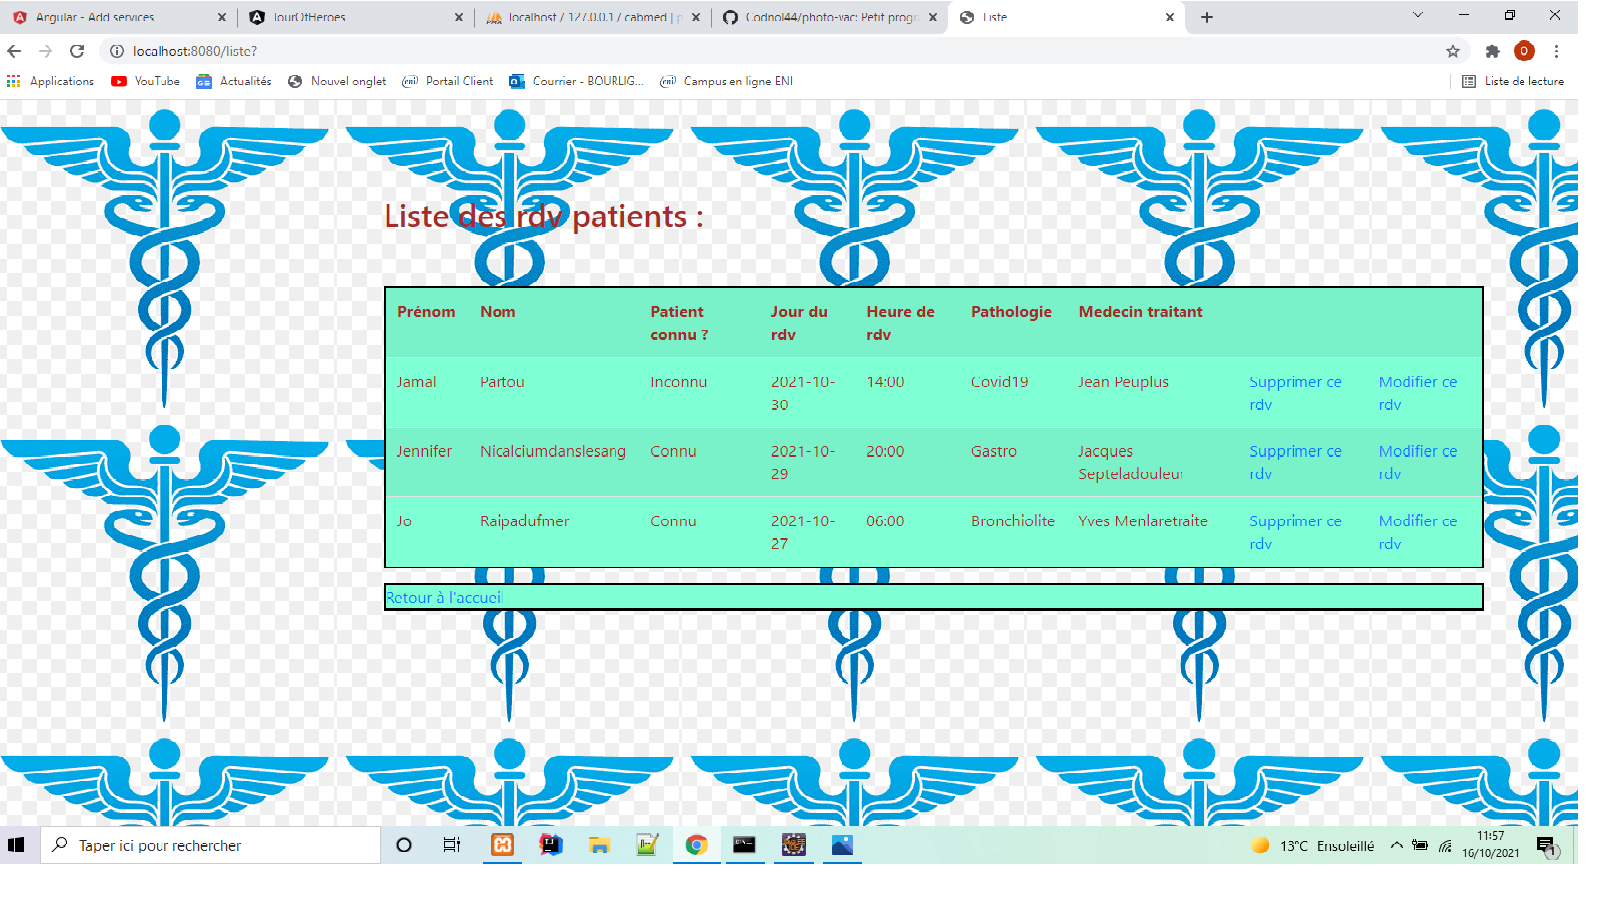 Angular - Add services
TourOfHeroes
localhost / 127.0.0.1 / cabmed | p
Codnol44/photo-vac: Petit progr
Liste
localhost:8080/liste?
O
Applications
YouTube
Actualités
Nouvel onglet
Portail Client
Courrier - BOURLIG...
Campus en ligne ENI
Liste de lecture
Liste des rdv patients :
Prénom Nom Patient connu ? Jour du rdv Heure de rdv Pathologie Medecin traitant
Jamal Partou Inconnu 2021-10-30 14:00 Covid19 Jean Peuplus Supprimer ce rdv Modifier ce rdv
Jennifer Nicalciumdanslesang Connu 2021-10-29 20:00 Gastro Jacques Septeladouleur Supprimer ce rdv Modifier ce rdv
Jo Raipadufmer Connu 2021-10-27 06:00 Bronchiolite Yves Menlaretraite Supprimer ce rdv Modifier ce rdv
Retour à l'accueil
Taper ici pour rechercher
13°C Ensoleillé
11:57
16/10/2021
1